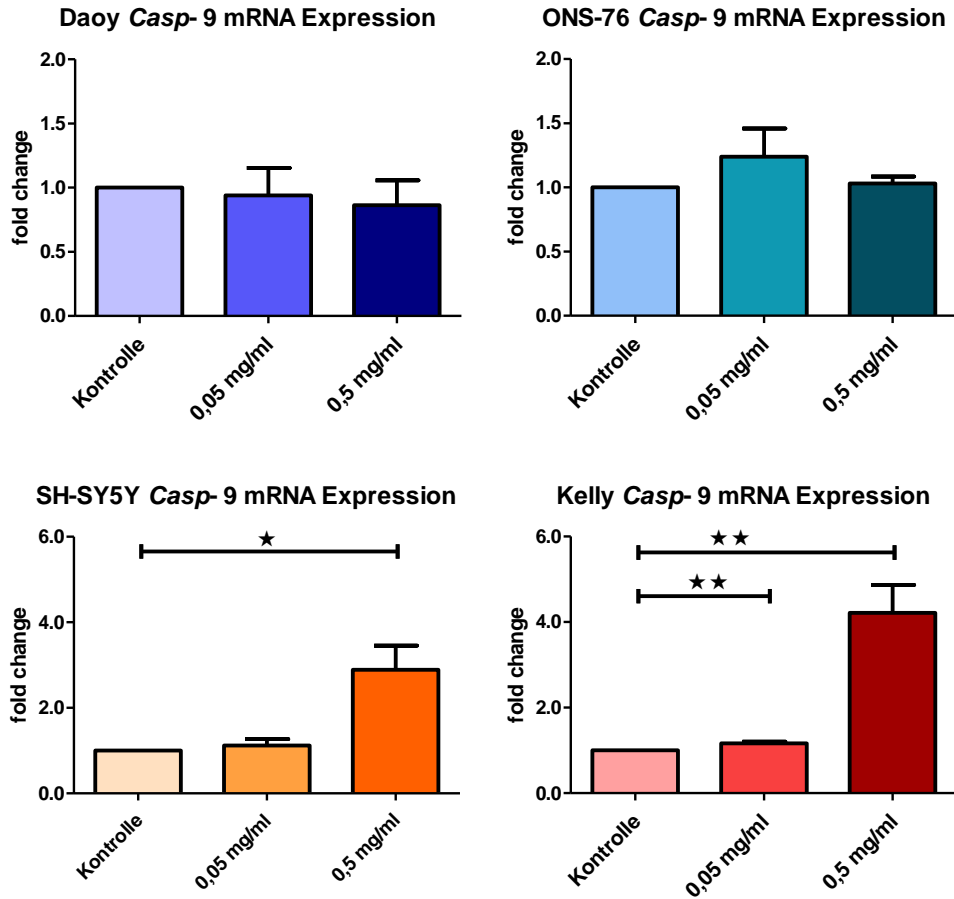 Daoy Casp- 9 mRNA Expression
fold change
2.0
1.5
1.0
0.5
0.0
Kontrolle
0,05 mg/ml
0,5 mg/ml
ONS-76 Casp- 9 mRNA Expression
fold change
2.0
1.5
1.0
0.5
0.0
Kontrolle
0,05 mg/ml
0,5 mg/ml
SH-SY5Y Casp- 9 mRNA Expression
fold change
6.0
4.0
2.0
0.0
★
Kontrolle
0,05 mg/ml
0,5 mg/ml
Kelly Casp- 9 mRNA Expression
fold change
6.0
4.0
2.0
0.0
★★
★★
Kontrolle
0,05 mg/ml
0,5 mg/ml